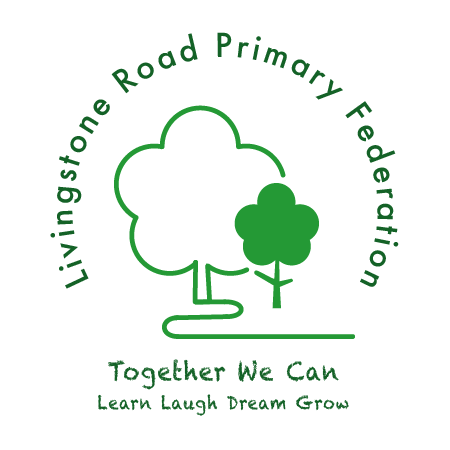 Livingstone Road Primary Federation
Together We Can
Learn Laugh Dream Grow